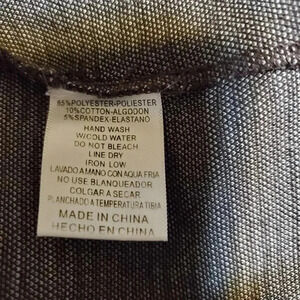 85%POLYESTER-POLIESTER
10%COTTON-ALGODON
5%SPANDEX-ELASTANO
HAND WASH
W/COLD WATER
DO NOT BLEACH
LINE DRY
IRON LOW
LAVADO A MANO CON AQUA FRIA
NO USE BLANQUEADOR
COLGAR A SECAR
PLANCHADO A TEMPERATURA TIBIA
MADE IN CHINA
HECHO EN CHINA